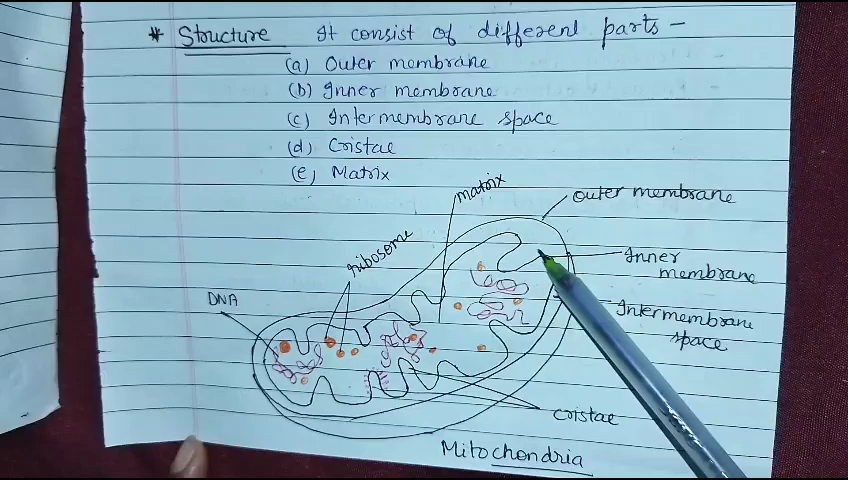 * Structure It consist of different parts -
(a) Outer membrane
(b) Inner membrane
(c) Intermembrane space
(d) Cristae
(e) Matrix
matrix
outer membrane
ribosome
Inner
membrane
DNA
Intermembrane
space
cristae
Mitochondria